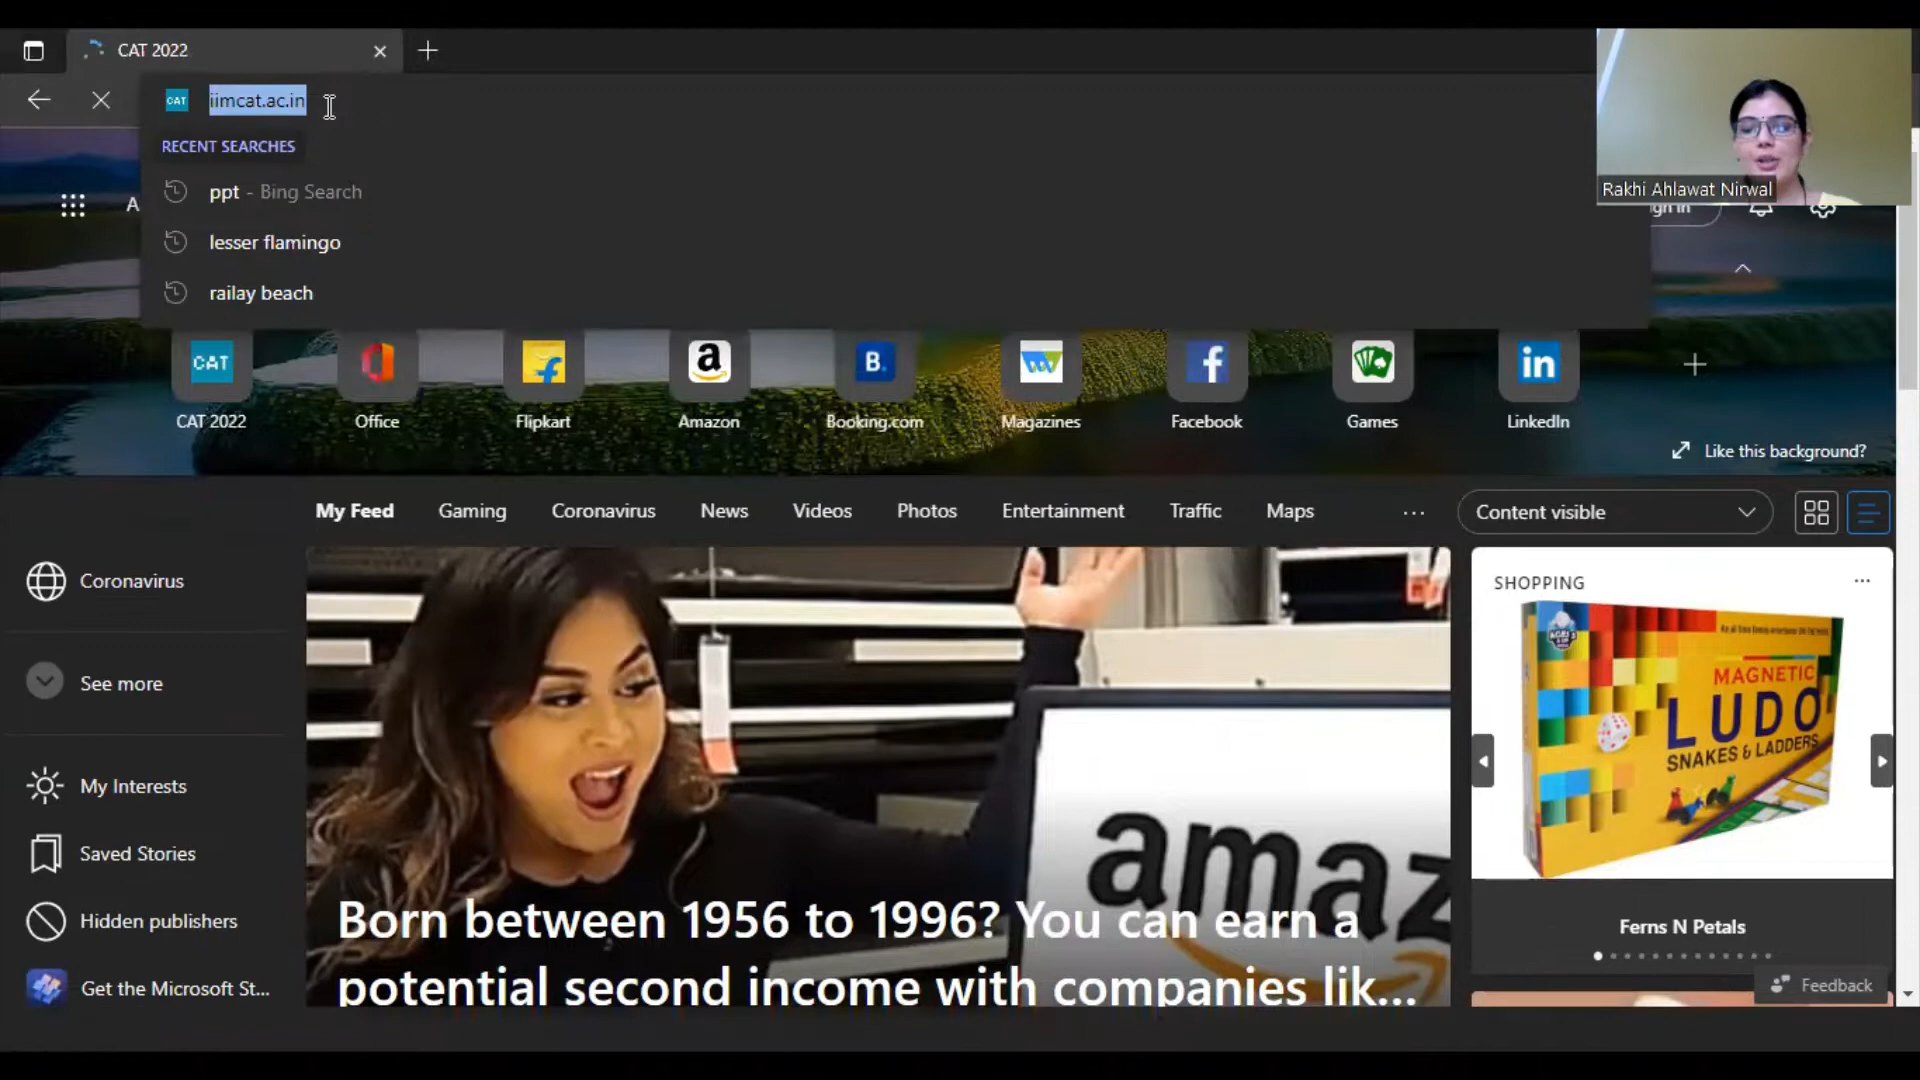 CAT 2022
CAT iimcat.ac.in
RECENT SEARCHES
ppt - Bing Search
lesser flamingo
railay beach
Rakhi Ahlawat Nirwal
A
CAT
B.
CAT 2022
Office
Flipkart
Amazon
Booking.com
Magazines
Facebook
Games
LinkedIn
Like this background?
My Feed
Gaming
Coronavirus
News
Videos
Photos
Entertainment
Traffic
Maps
Content visible
Coronavirus
See more
My Interests
Saved Stories
Hidden publishers
Get the Microsoft St...
amaz
Born between 1956 to 1996? You can earn a
potential second income with companies lik...
SHOPPING
MAGNETIC
LUDO
SNAKES & LADDERS
Ferns N Petals
Feedback